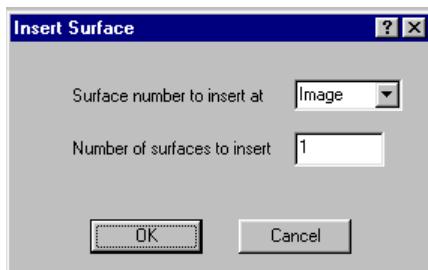 Insert Surface ? X
Surface number to insert at Image
Number of surfaces to insert 1
OK Cancel